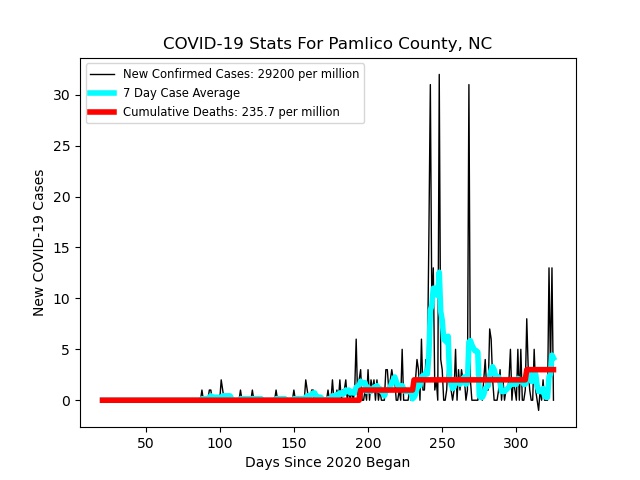 COVID-19 Stats For Pamlico County, NC
New Confirmed Cases: 29200 per million
7 Day Case Average
Cumulative Deaths: 235.7 per million
New COVID-19 Cases
30
25
20
15
10
5
0
50 100 150 200 250 300
Days Since 2020 Began